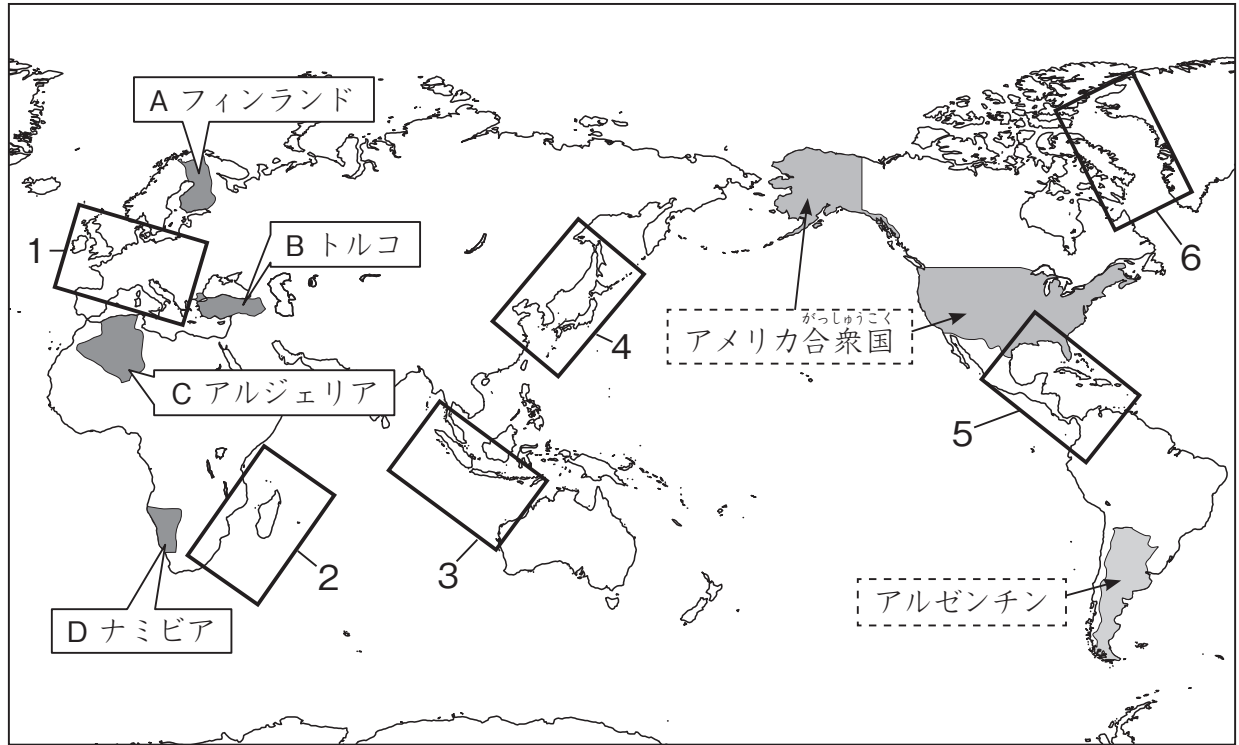 A フィンランド
1
B トルコ
6
4
がっしゅうこく
アメリカ合衆国
C アルジェリア
5
3
2
アルゼンチン
D ナミビア